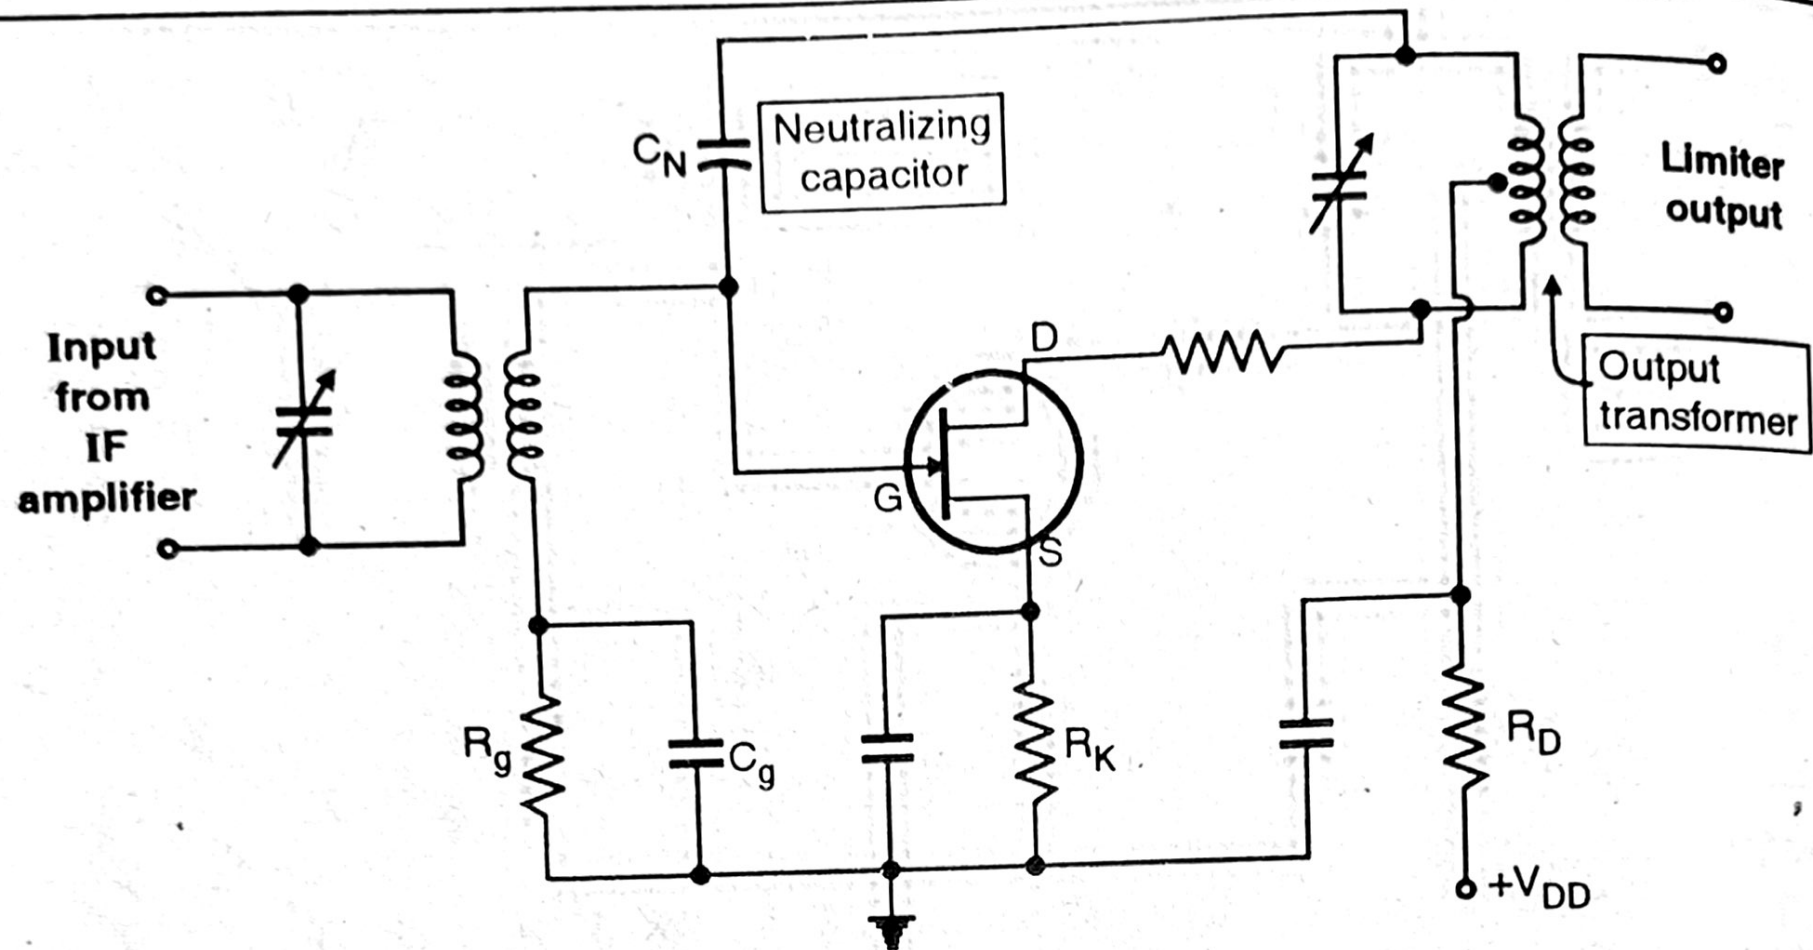 Neutralizing
capacitor
C_N
Limiter
output
Input
from
IF
amplifier
D
G
S
Output
transformer
R_g
C_g
R_K
R_D
+V_DD